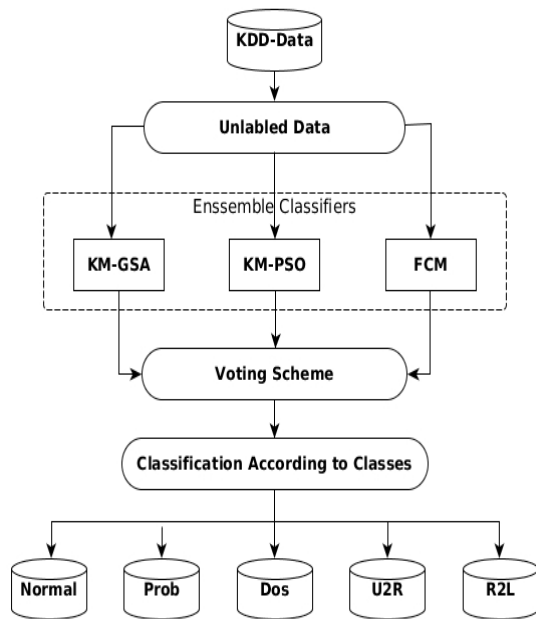 KDD-Data
Unlabled Data
Enssemble Classifiers
KM-GSA
KM-PSO
FCM
Voting Scheme
Classification According to Classes
Normal
Prob
Dos
U2R
R2L